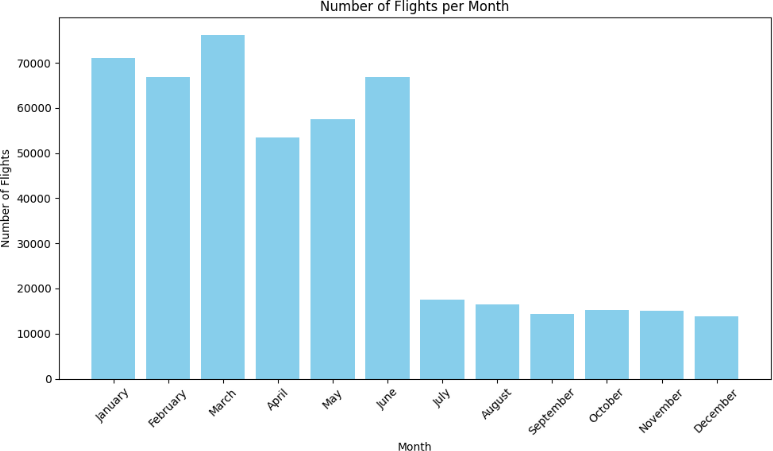 Number of Flights per Month
Number of Flights
70000
60000
50000
40000
30000
20000
10000
0
January February March April May June July August September October November December
Month